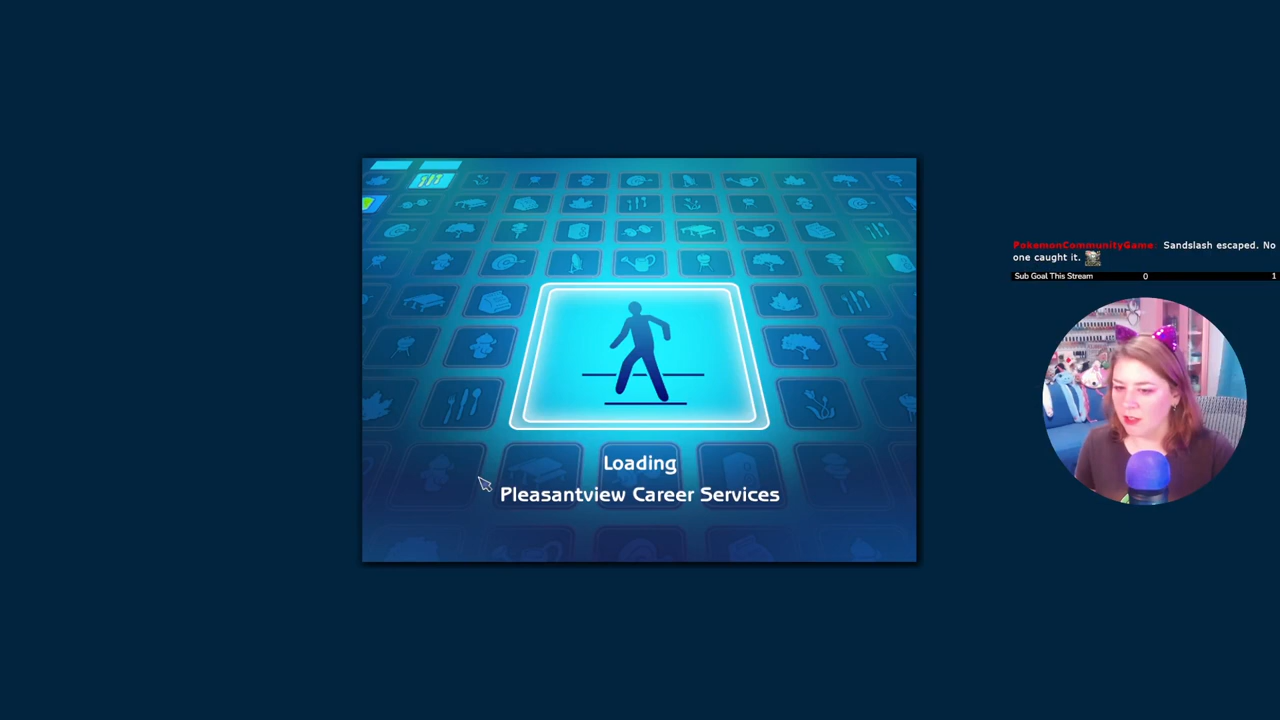 PokemonCommunityGame: Sandslash escaped. No
one caught it.
Sub Goal This Stream 0 1
Loading
Pleasantview Career Services